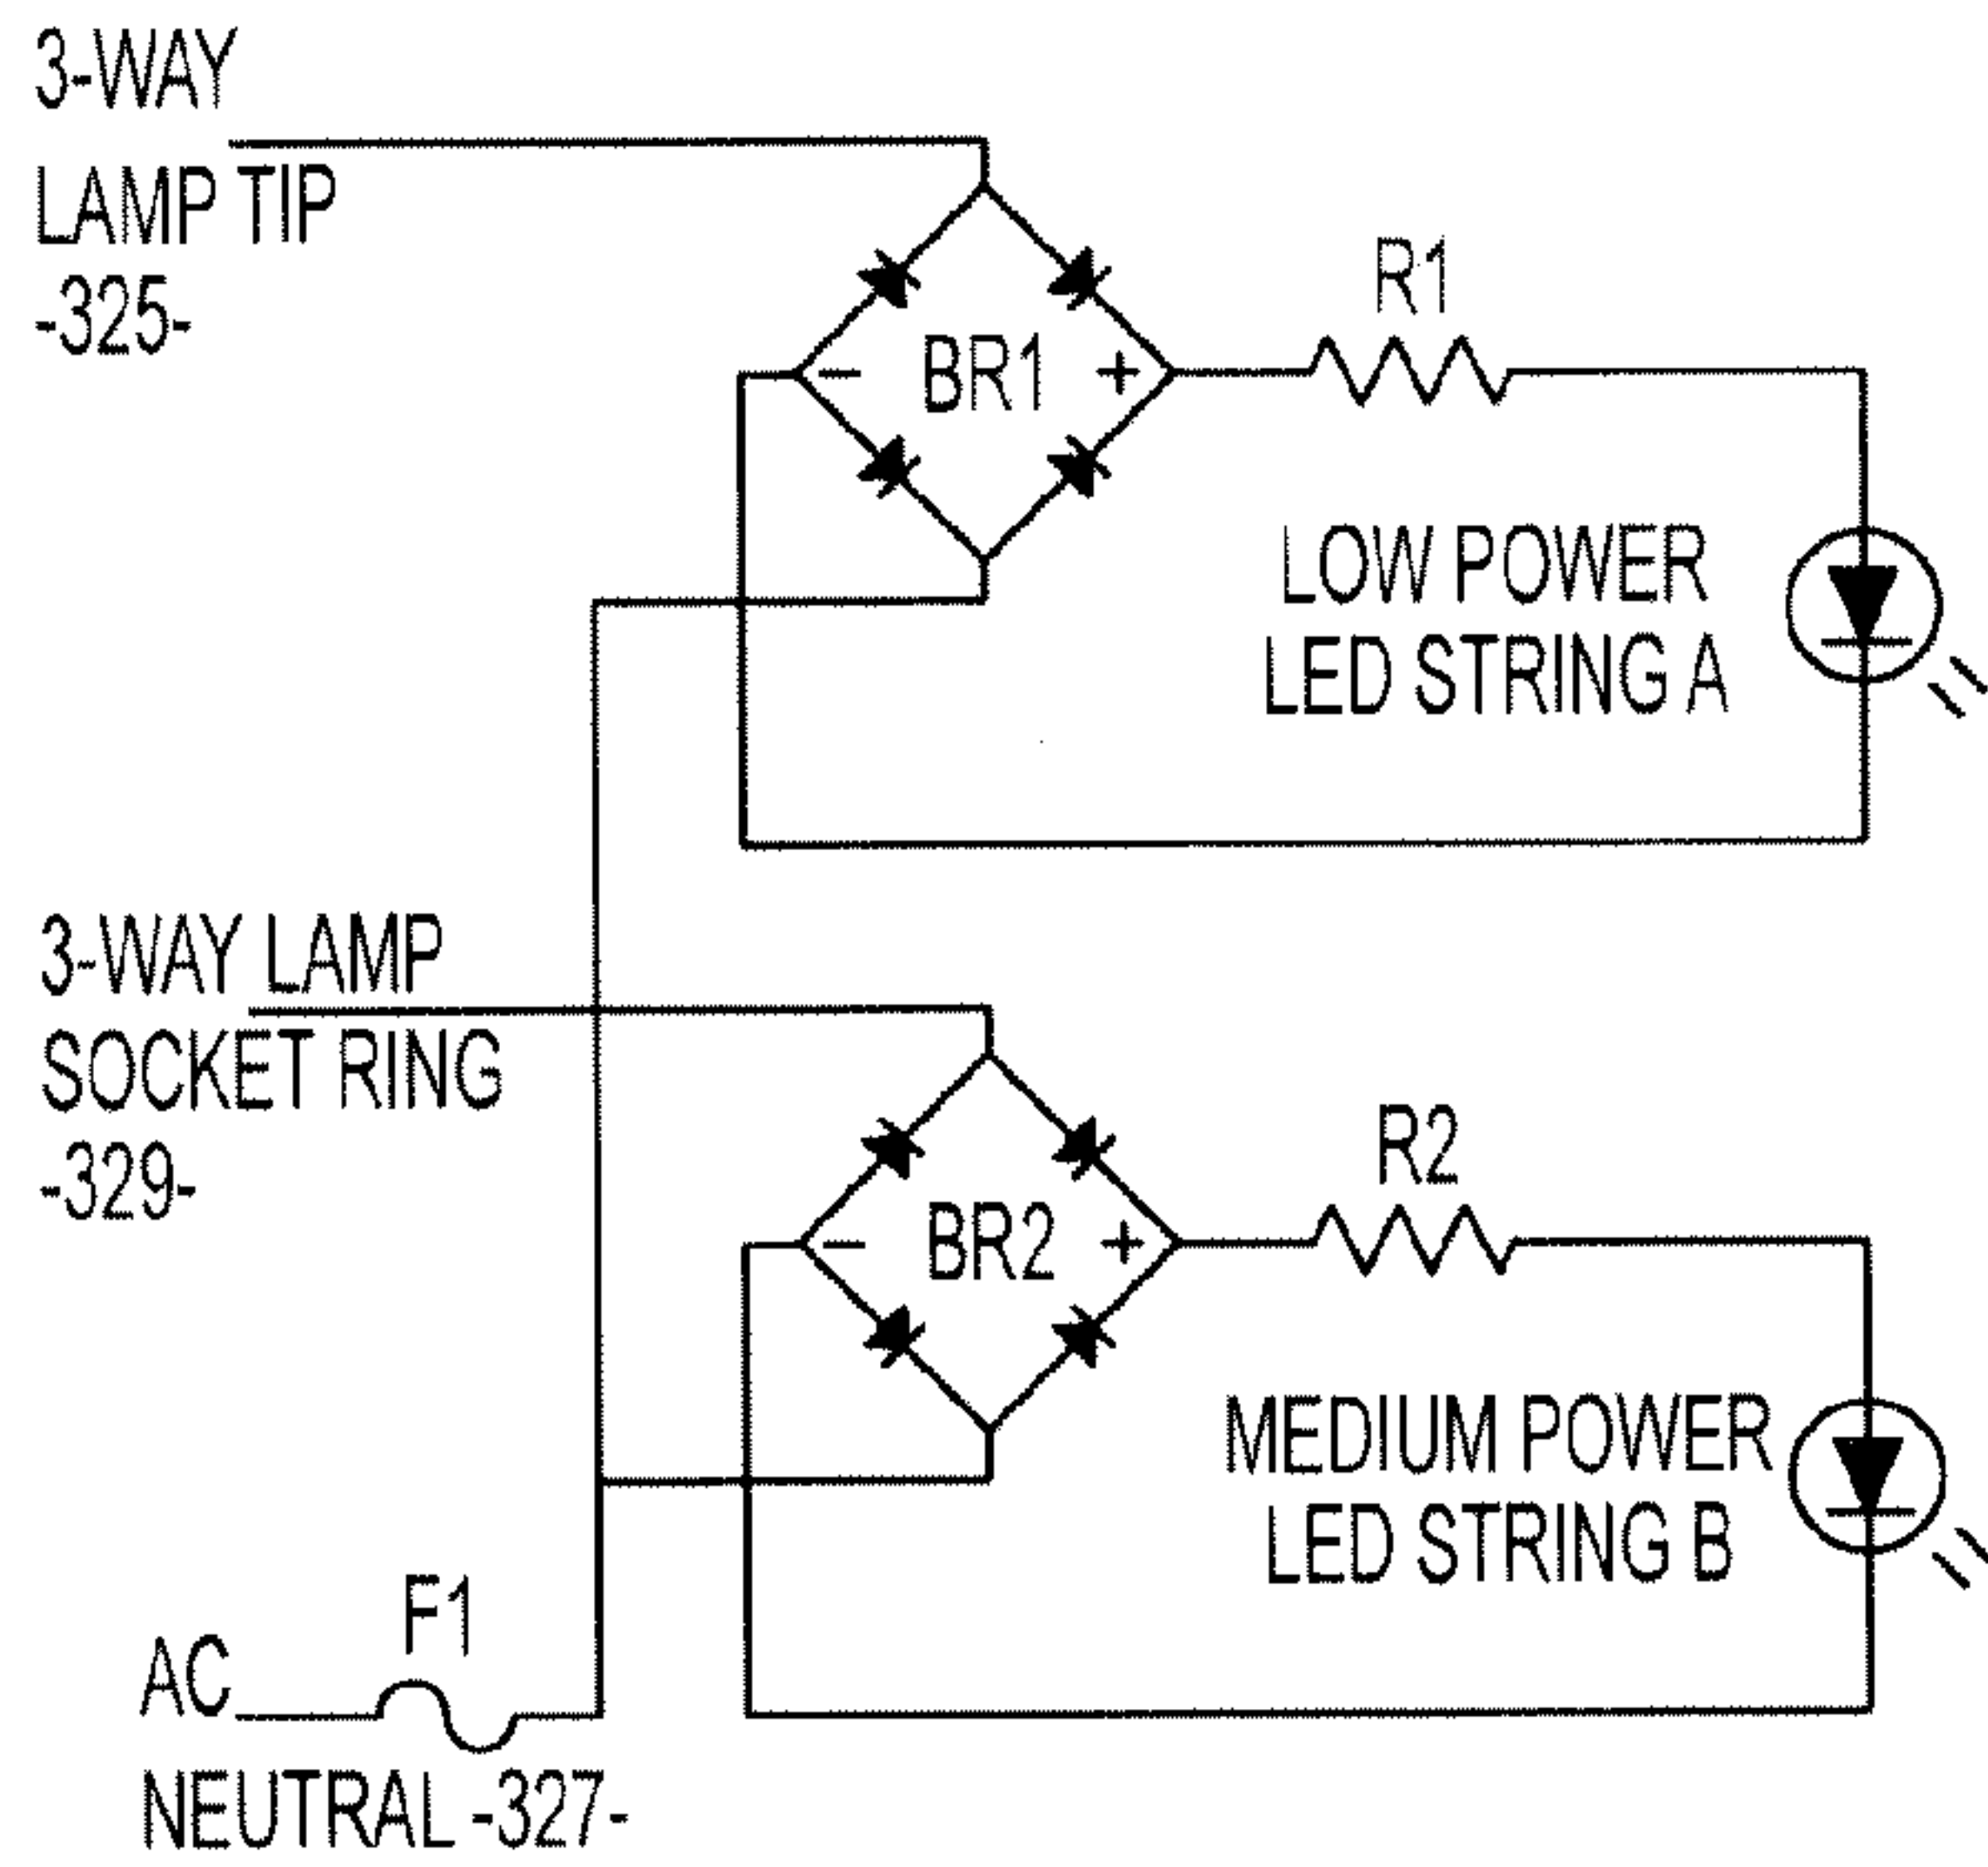 3-WAY
LAMP TIP
-325-
R1
− BR1 +
LOW POWER
LED STRING A
3-WAY LAMP
SOCKET RING
-329-
R2
− BR2 +
MEDIUM POWER
LED STRING B
F1
AC
NEUTRAL -327-